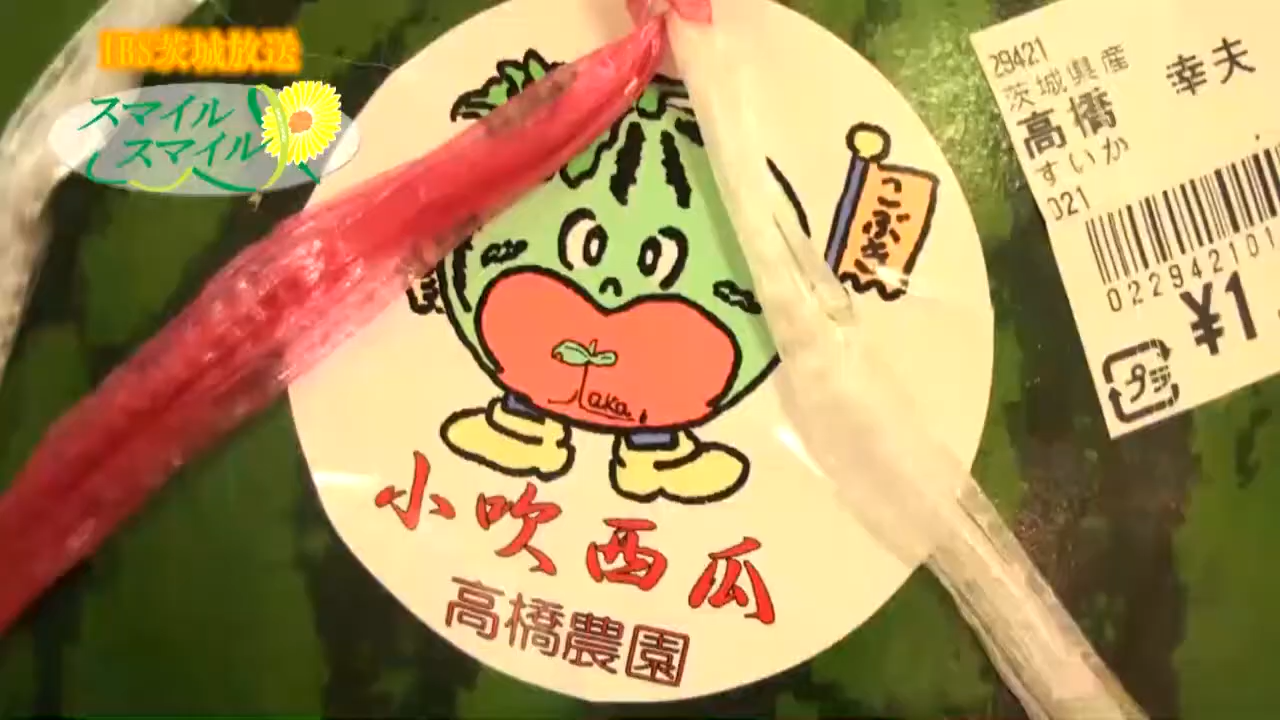 IBS茨城放送
スマイル
スマイル
こぶき
Taka.
小吹西瓜
高橋農園
29421
茨城県産
高橋 幸夫
すいか
021
022942101
¥1
プラ